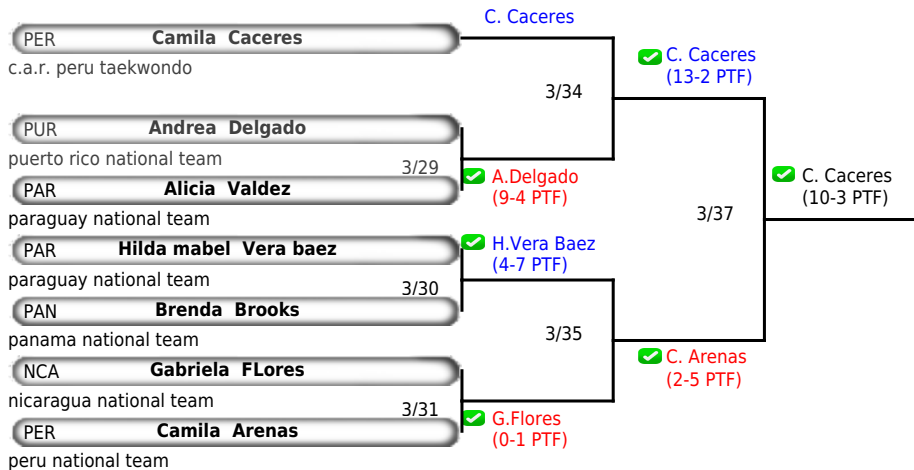 C. Caceres
PER Camila Caceres
c.a.r. peru taekwondo
C. Caceres
(13-2 PTF)
3/34
PUR Andrea Delgado
puerto rico national team
3/29
PAR Alicia Valdez
paraguay national team
A.Delgado
(9-4 PTF)
C. Caceres
(10-3 PTF)
3/37
PAR Hilda mabel Vera baez
paraguay national team
H.Vera Baez
(4-7 PTF)
3/30
PAN Brenda Brooks
panama national team
3/35
NCA Gabriela FLores
nicaragua national team
C. Arenas
(2-5 PTF)
3/31
PER Camila Arenas
peru national team
G.Flores
(0-1 PTF)